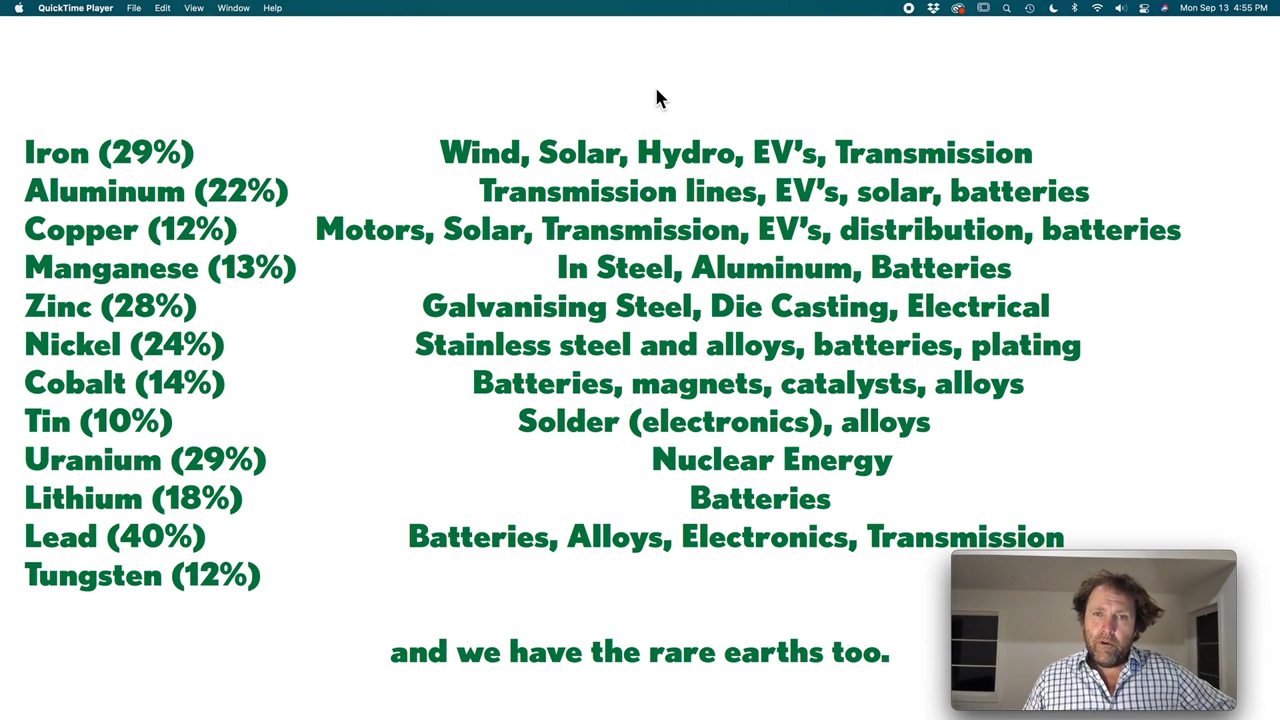 QuickTime Player File Edit View Window Help Mon Sep 13 4:55 PM
Iron (29%) Wind, Solar, Hydro, EV's, Transmission
Aluminum (22%) Transmission lines, EV's, solar, batteries
Copper (12%) Motors, Solar, Transmission, EV's, distribution, batteries
Manganese (13%) In Steel, Aluminum, Batteries
Zinc (28%) Galvanising Steel, Die Casting, Electrical
Nickel (24%) Stainless steel and alloys, batteries, plating
Cobalt (14%) Batteries, magnets, catalysts, alloys
Tin (10%) Solder (electronics), alloys
Uranium (29%) Nuclear Energy
Lithium (18%) Batteries
Lead (40%) Batteries, Alloys, Electronics, Transmission
Tungsten (12%)
and we have the rare earths too.